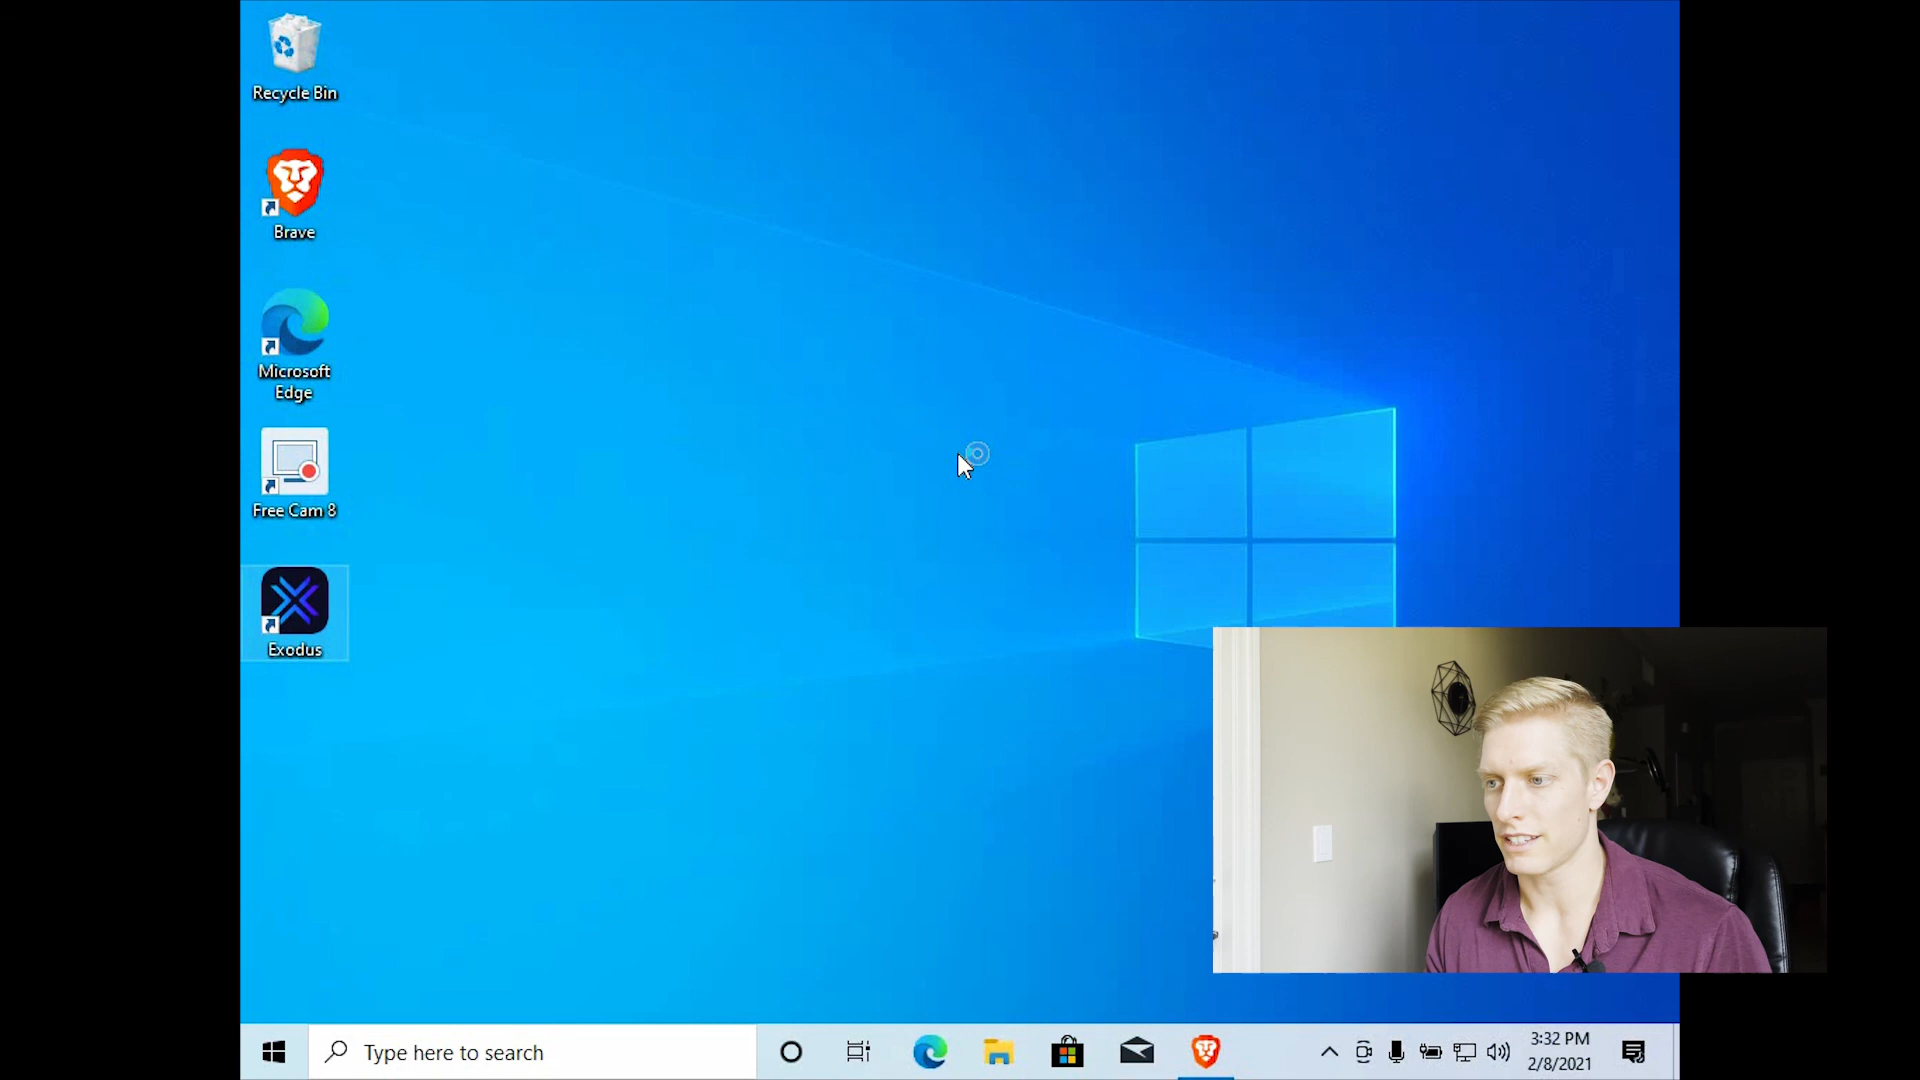 Recycle Bin
Brave
Microsoft
Edge
Free Cam 8
Exodus
Type here to search
3:32 PM
2/8/2021